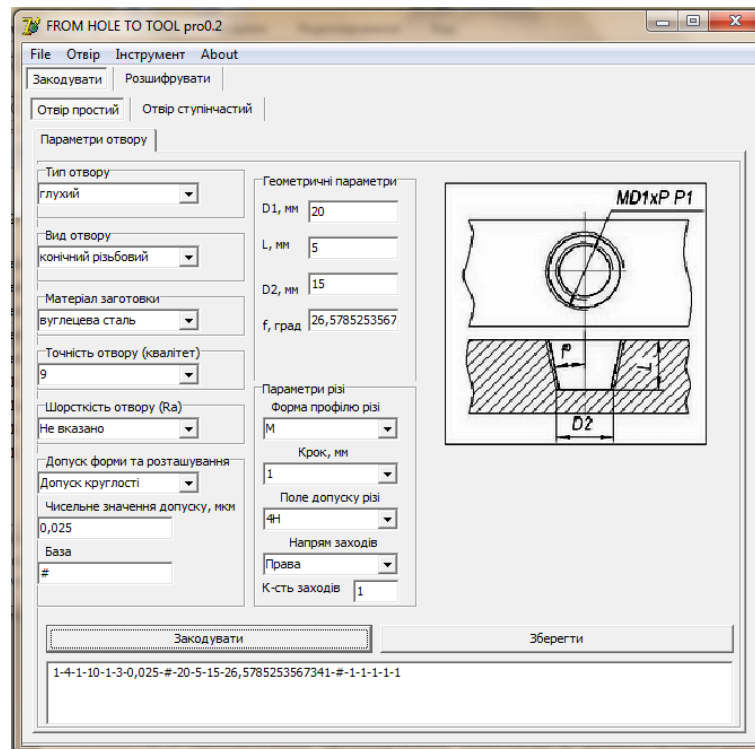 FROM HOLE TO TOOL pro0.2
File Отвір Інструмент About
Закодувати Розшифрувати
Отвір простий Отвір ступінчастий
Параметри отвору
Тип отвору
глухий
Вид отвору
конічний різьбовий
Матеріал заготовки
вуглецева сталь
Точність отвору (квалітет)
9
Шорсткість отвору (Ra)
Не вказано
Допуск форми та розташування
Допуск круглості
Чисельне значення допуску, мкм
0,025
База
#
Геометричні параметри
D1, мм 20
L, мм 5
D2, мм 15
f, град 26,5785253567
Параметри різі
Форма профілю різі
M
Крок, мм
1
Поле допуску різі
4H
Напрям заходів
Права
К-сть заходів 1
MD1xP P1
L
D2
Закодувати Зберегти
1-4-1-10-1-3-0,025-#-20-5-15-26,5785253567341-#-1-1-1-1-1